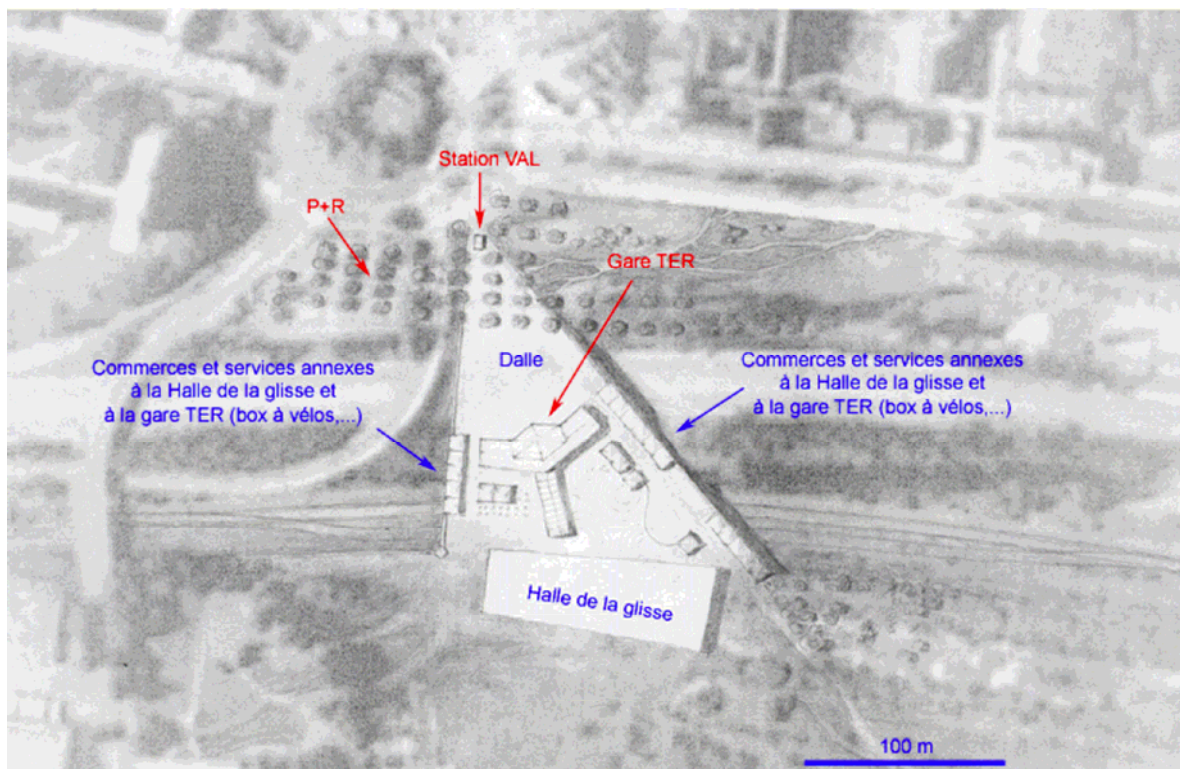 Station VAL
P+R
Gare TER
Dalle
Commerces et services annexes
à la Halle de la glisse et
à la gare TER (box à vélos,...)
Commerces et services annexes
à la Halle de la glisse et
à la gare TER (box à vélos,...)
Halle de la glisse
100 m